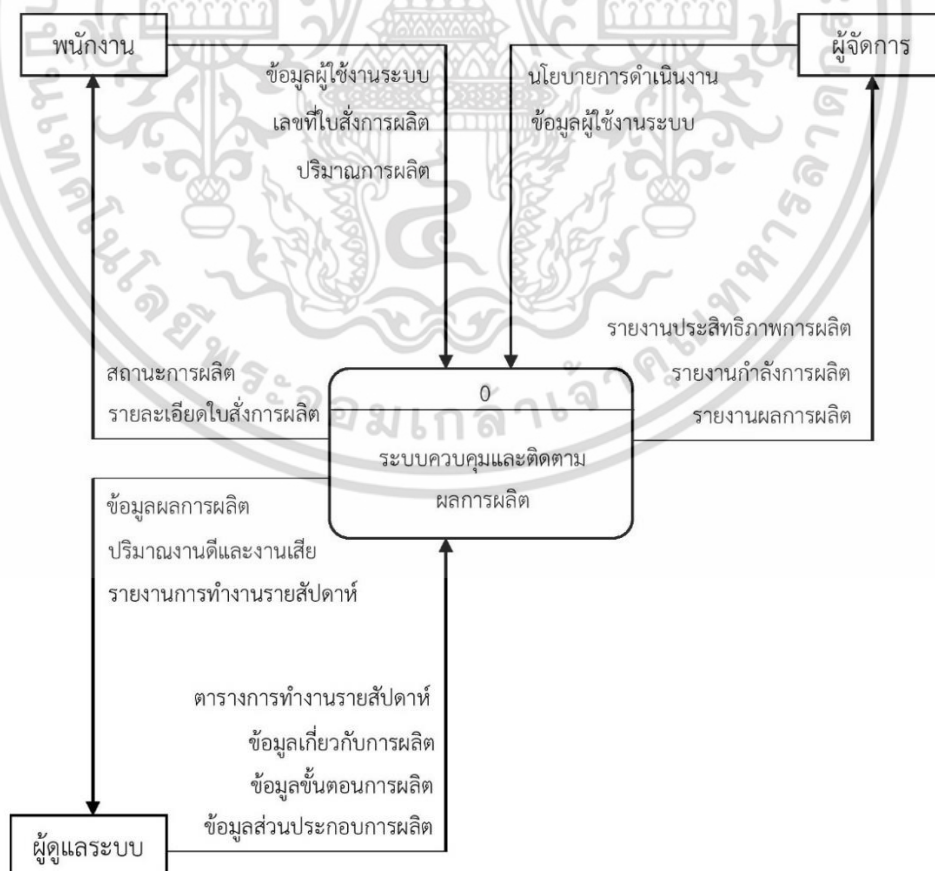 พนักงาน
ผู้จัดการ
ข้อมูลผู้ใช้งานระบบ
เลขที่ใบสั่งการผลิต
ปริมาณการผลิต
นโยบายการดำเนินงาน
ข้อมูลผู้ใช้งานระบบ
รายงานประสิทธิภาพการผลิต
รายงานกำลังการผลิต
รายงานผลการผลิต
สถานะการผลิต
รายละเอียดใบสั่งการผลิต
0
ระบบควบคุมและติดตาม
ผลการผลิต
ข้อมูลผลการผลิต
ปริมาณงานดีและงานเสีย
รายงานการทำงานรายสัปดาห์
ตารางการทำงานรายสัปดาห์
ข้อมูลเกี่ยวกับการผลิต
ข้อมูลขั้นตอนการผลิต
ข้อมูลส่วนประกอบการผลิต
ผู้ดูแลระบบ